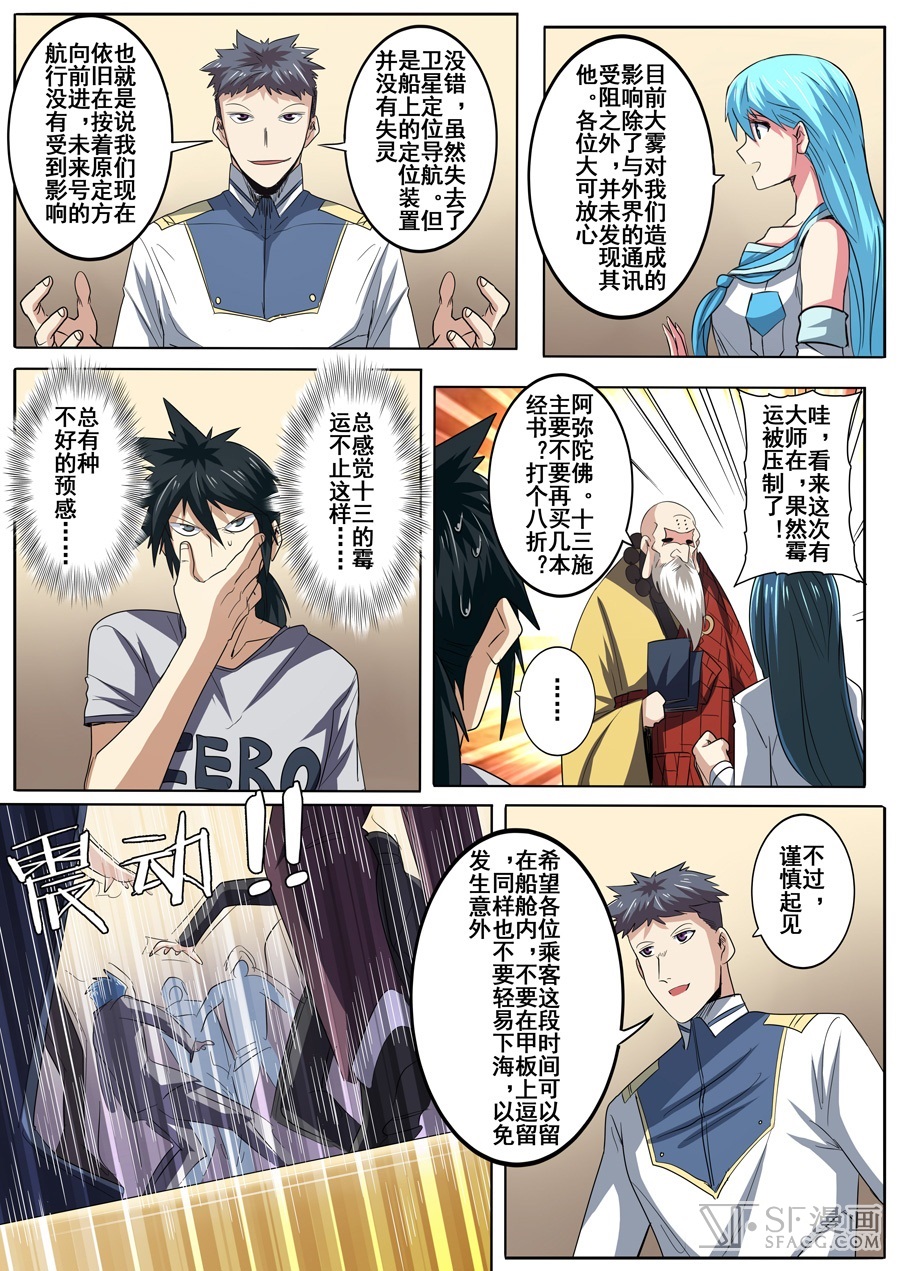 目前大雾对我们造成的
影响除了与外界的通讯
受阻之外，并未发现其
他。各位大可放心
没错，虽然失去了
卫星定位导航。但
是船上的定位装置
并没有失灵
也就是说我们现在
依旧在按着原定方
向前进，未来号的
航行没有受到影响
哇，看来这次有
大师在，果然霉
运被压制了！
阿弥陀佛。十三施
主要不要再买几本
经书？打个八折？
……
总感觉十三的霉
运不止这样……
总有种
不好的预感……
ZERO
不过，
谨慎起见
希望各位乘客这段时间可以留
在船舱内，不要在甲板上逗留
，同样也不要轻易下海，以免
发生意外
震动!!
SF漫画
SFACG.COM